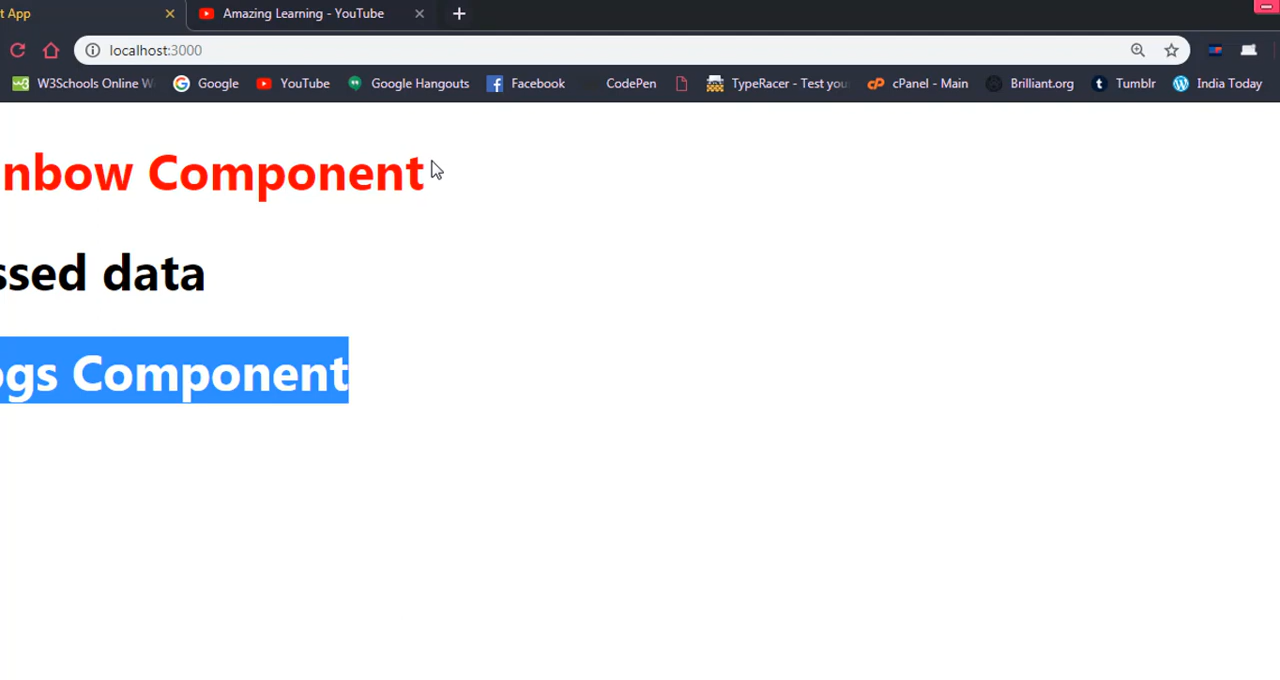 t App
Amazing Learning - YouTube
localhost:3000
W3Schools Online W
Google
YouTube
Google Hangouts
Facebook
CodePen
TypeRacer - Test you
cPanel - Main
Brilliant.org
Tumblr
India Today
nbow Component
ssed data
ogs Component